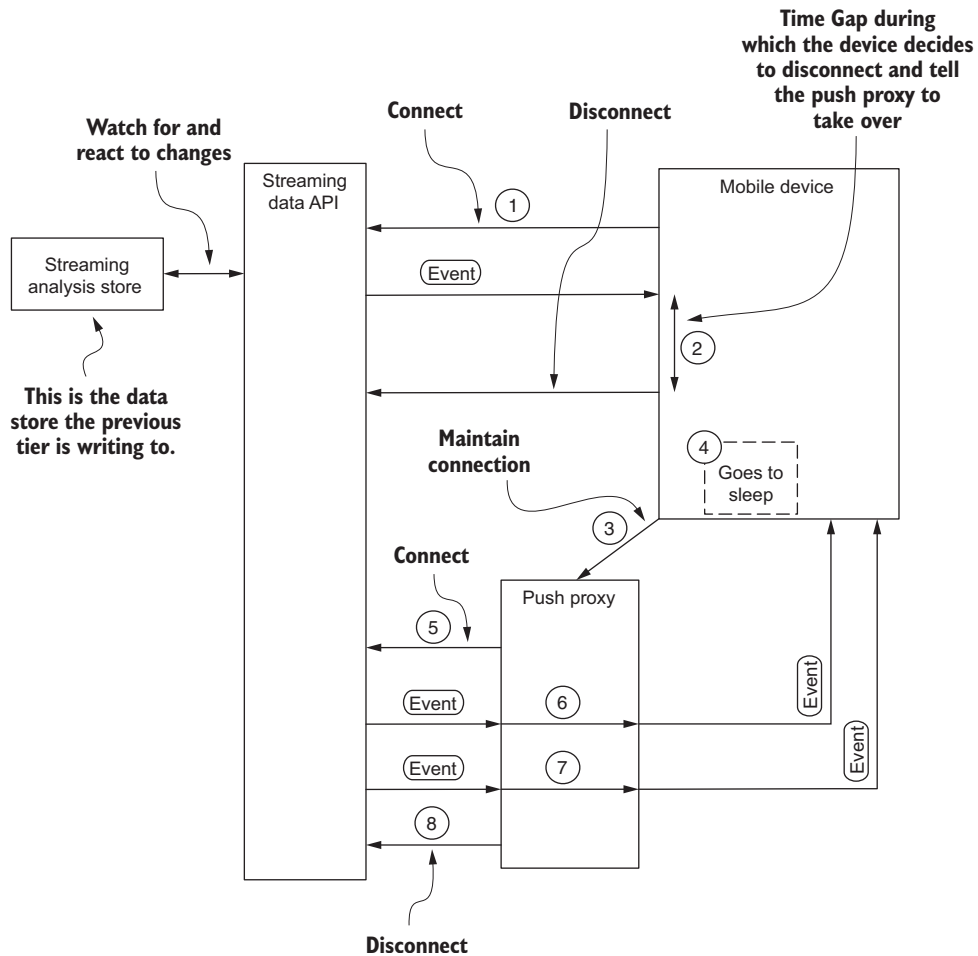 Time Gap during
which the device decides
to disconnect and tell
the push proxy to
take over
Connect
Disconnect
Watch for and
react to changes
Streaming
data API
Mobile device
1
Streaming
analysis store
Event
2
This is the data
store the previous
tier is writing to.
Maintain
connection
4
Goes to
sleep
3
Connect
Push proxy
5
Event
6
Event
Event
7
Event
8
Disconnect